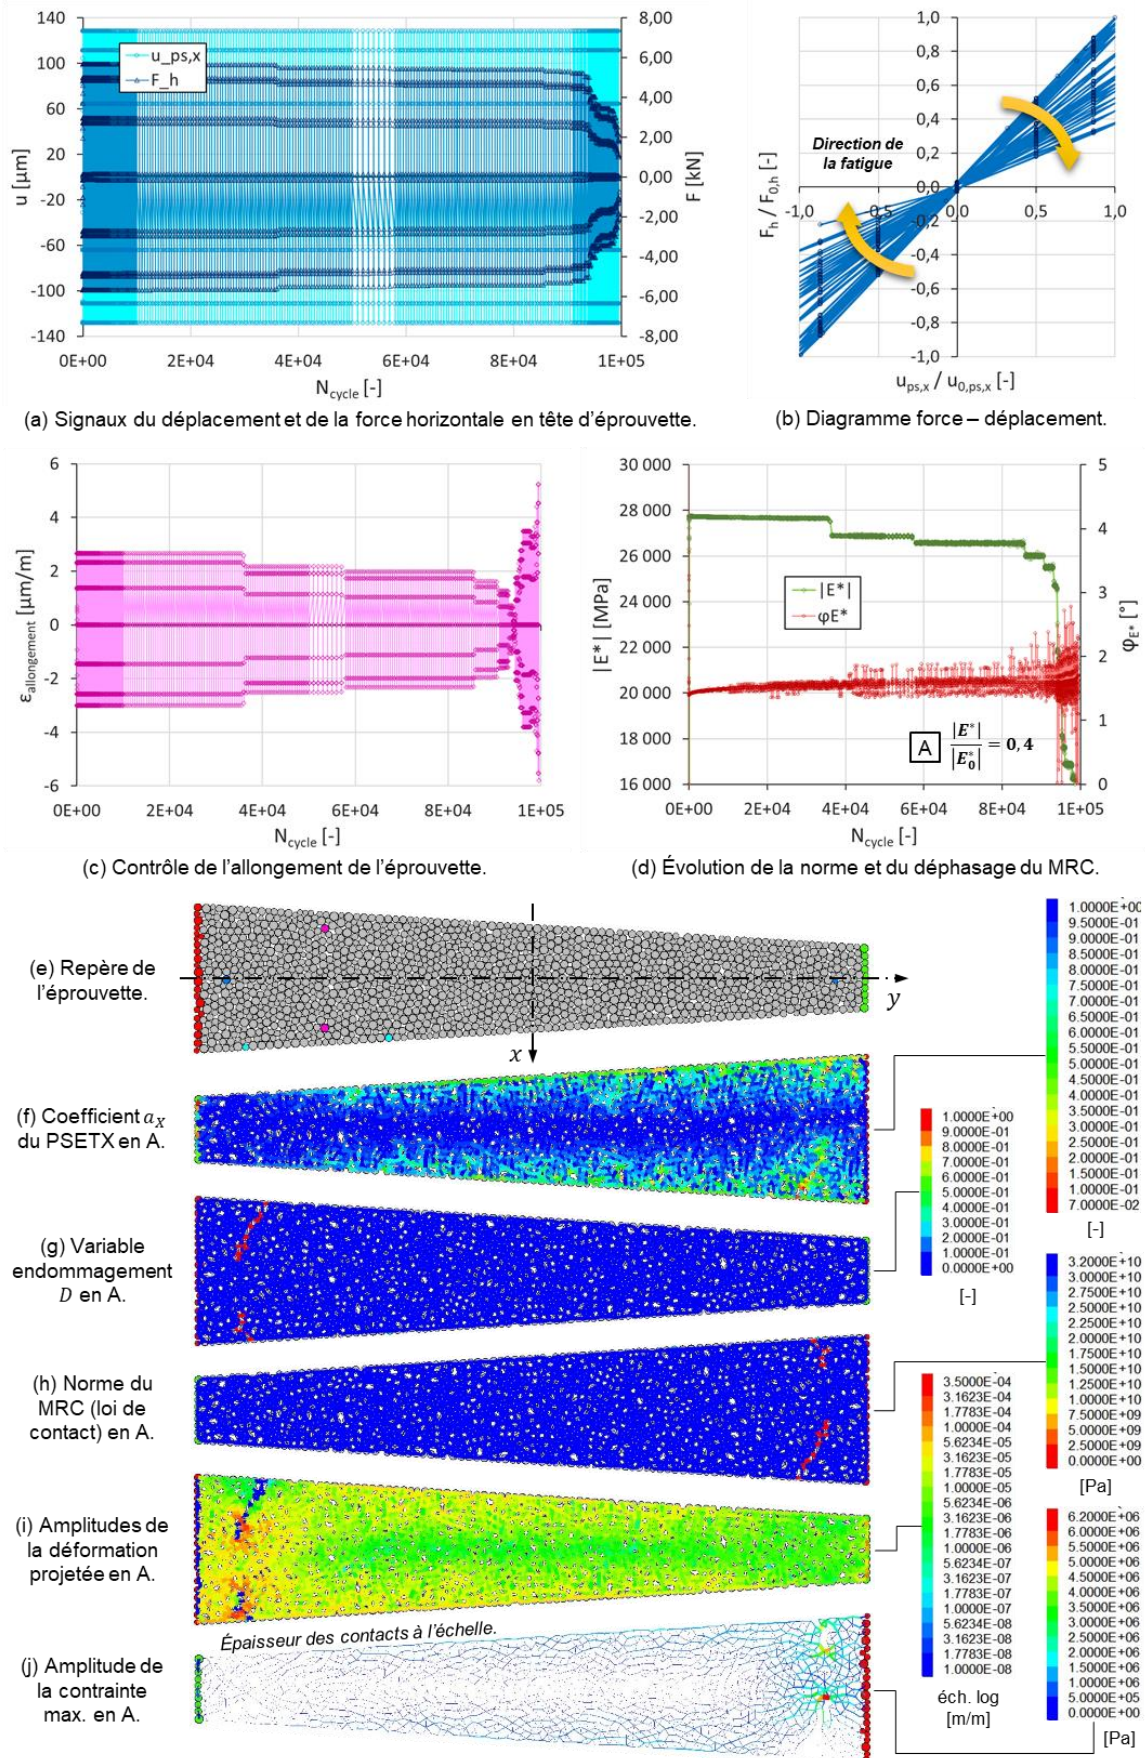 140
100
60
20
-20
-60
-100
-140
u [µm]
u_ps,x
F_h
8,00
6,00
4,00
2,00
0,00
-2,00
-4,00
-6,00
-8,00
F [kN]
0E+00 2E+04 4E+04 6E+04 8E+04 1E+05
Ncycle [-]
(a) Signaux du déplacement et de la force horizontale en tête d'éprouvette.
1,0
0,8
0,6
0,4
0,2
0,0
-0,2
-0,4
-0,6
-0,8
-1,0
Fh / F0,h [-]
Direction de
la fatigue
-1,0 -0,5 0,0 0,5 1,0
ups,x / u0,ps,x [-]
(b) Diagramme force – déplacement.
6
4
2
0
-2
-4
-6
εallongement [µm/m]
0E+00 2E+04 4E+04 6E+04 8E+04 1E+05
Ncycle [-]
(c) Contrôle de l'allongement de l'éprouvette.
30 000
28 000
26 000
24 000
22 000
20 000
18 000
16 000
|E*| [MPa]
|E*|
φE*
A |E*| / |E0*| = 0,4
5
4
3
2
1
0
φE* [°]
0E+00 2E+04 4E+04 6E+04 8E+04 1E+05
Ncycle [-]
(d) Évolution de la norme et du déphasage du MRC.
(e) Repère de
l'éprouvette.
y
x
(f) Coefficient aX
du PSETX en A.
1.0000E+00
9.5000E-01
9.0000E-01
8.5000E-01
8.0000E-01
7.5000E-01
7.0000E-01
6.5000E-01
6.0000E-01
5.5000E-01
5.0000E-01
4.5000E-01
4.0000E-01
3.5000E-01
3.0000E-01
2.5000E-01
2.0000E-01
1.5000E-01
1.0000E-01
7.0000E-02
[-]
(g) Variable
endommagement
D en A.
1.0000E+00
9.0000E-01
8.0000E-01
7.0000E-01
6.0000E-01
5.0000E-01
4.0000E-01
3.0000E-01
2.0000E-01
1.0000E-01
0.0000E+00
[-]
(h) Norme du
MRC (loi de
contact) en A.
3.2000E+10
3.0000E+10
2.7500E+10
2.5000E+10
2.2500E+10
2.0000E+10
1.7500E+10
1.5000E+10
1.2500E+10
1.0000E+10
7.5000E+09
5.0000E+09
2.5000E+09
0.0000E+00
[Pa]
(i) Amplitudes de
la déformation
projetée en A.
3.5000E-04
3.1623E-04
1.7783E-04
1.0000E-04
5.6234E-05
3.1623E-05
1.7783E-05
1.0000E-05
5.6234E-06
3.1623E-06
1.7783E-06
1.0000E-06
5.6234E-07
3.1623E-07
1.7783E-07
1.0000E-07
5.6234E-08
3.1623E-08
1.7783E-08
1.0000E-08
éch. log
[m/m]
Épaisseur des contacts à l'échelle.
(j) Amplitude de
la contrainte
max. en A.
6.2000E+06
6.0000E+06
5.5000E+06
5.0000E+06
4.5000E+06
4.0000E+06
3.5000E+06
3.0000E+06
2.5000E+06
2.0000E+06
1.5000E+06
1.0000E+06
5.0000E+05
0.0000E+00
[Pa]